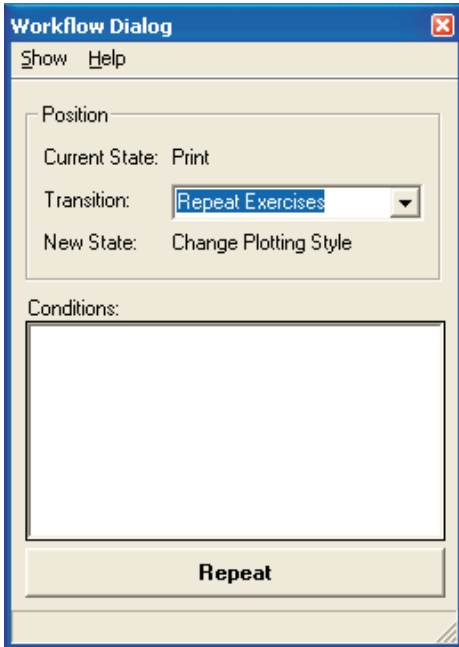 Workflow Dialog
Show Help
Position
Current State: Print
Transition: Repeat Exercises
New State: Change Plotting Style
Conditions:
Repeat